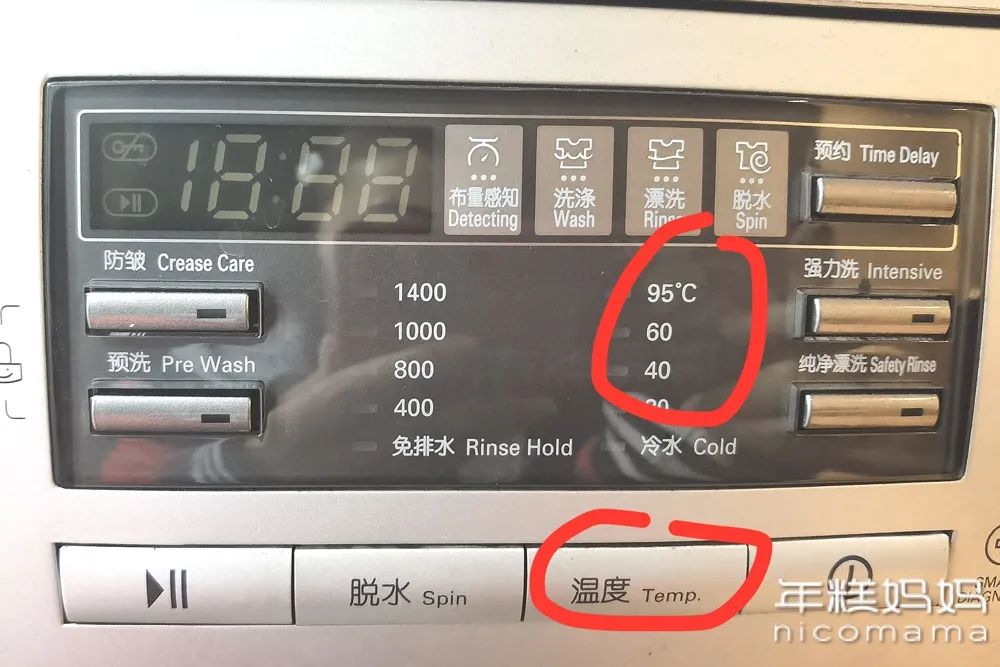 18:88
布量感知
Detecting
洗涤
Wash
漂洗
Rinse
脱水
Spin
预约 Time Delay
防皱 Crease Care
强力洗 Intensive
预洗 Pre Wash
纯净漂洗 Safety Rinse
1400
1000
800
400
免排水 Rinse Hold
95℃
60
40
冷水 Cold
脱水 Spin
温度 Temp.
年糕妈妈
nicomama